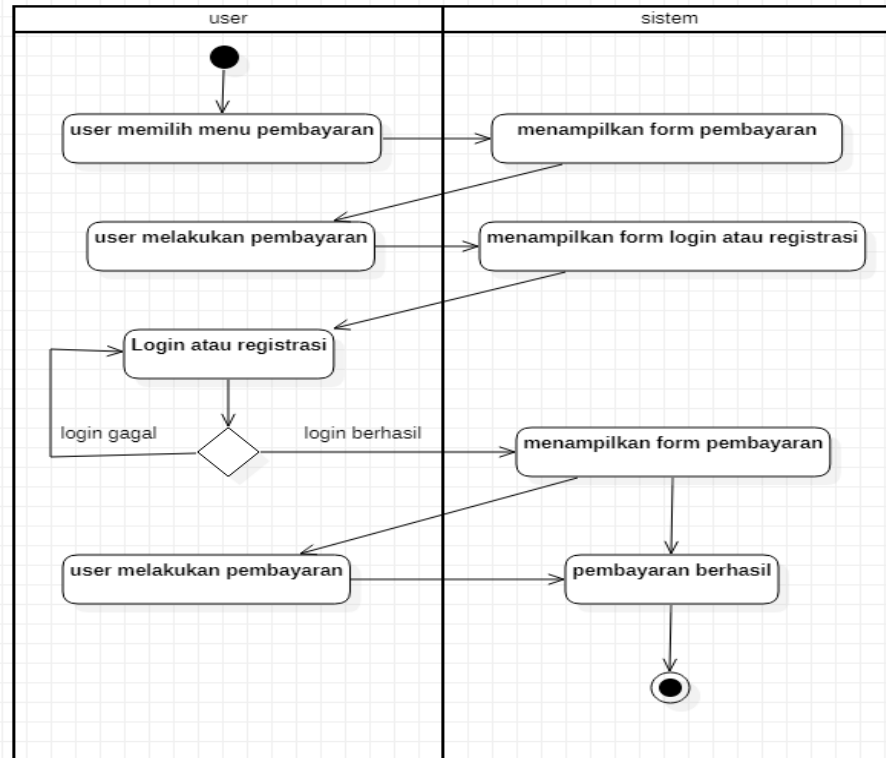 user
sistem
user memilih menu pembayaran
menampilkan form pembayaran
user melakukan pembayaran
menampilkan form login atau registrasi
Login atau registrasi
login gagal
login berhasil
menampilkan form pembayaran
user melakukan pembayaran
pembayaran berhasil